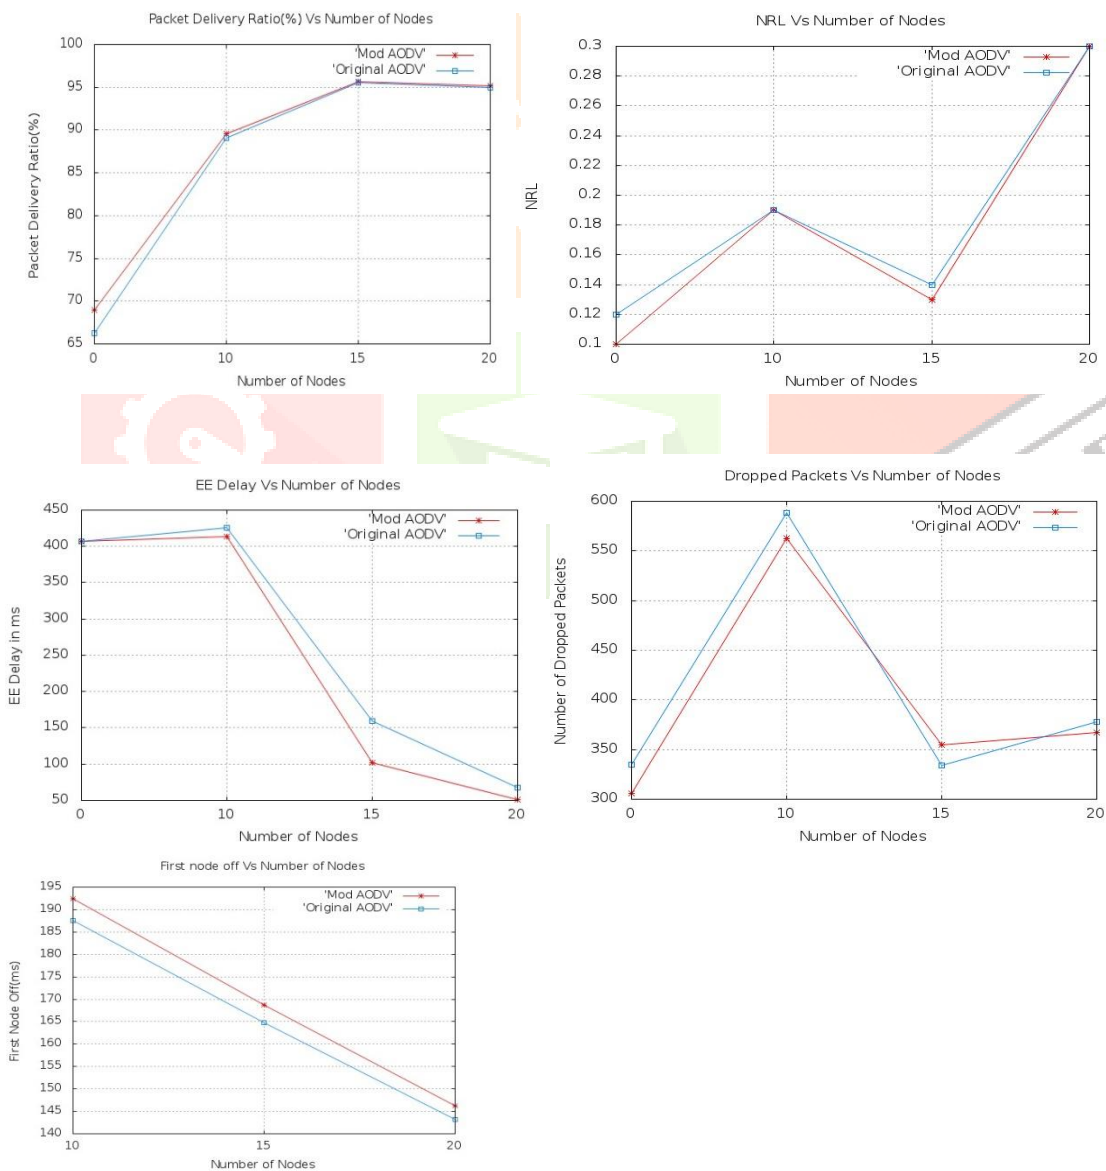 Packet Delivery Ratio(%) Vs Number of Nodes
'Mod AODV'
'Original AODV'
100
95
90
85
80
75
70
65
0 10 15 20
Packet Delivery Ratio(%)
Number of Nodes
NRL Vs Number of Nodes
'Mod AODV'
'Original AODV'
0.3
0.28
0.26
0.24
0.22
0.2
0.18
0.16
0.14
0.12
0.1
0 10 15 20
NRL
Number of Nodes
EE Delay Vs Number of Nodes
'Mod AODV'
'Original AODV'
450
400
450
300
250
200
150
100
50
0 10 15 20
EE Delay in ms
Number of Nodes
Dropped Packets Vs Number of Nodes
'Mod AODV'
'Original AODV'
600
550
500
450
400
350
300
0 10 15 20
Number of Dropped Packets
Number of Nodes
First node off Vs Number of Nodes
'Mod AODV'
'Original AODV'
195
190
185
180
175
170
165
160
155
150
145
140
10 15 20
First Node Off(ms)
Number of Nodes